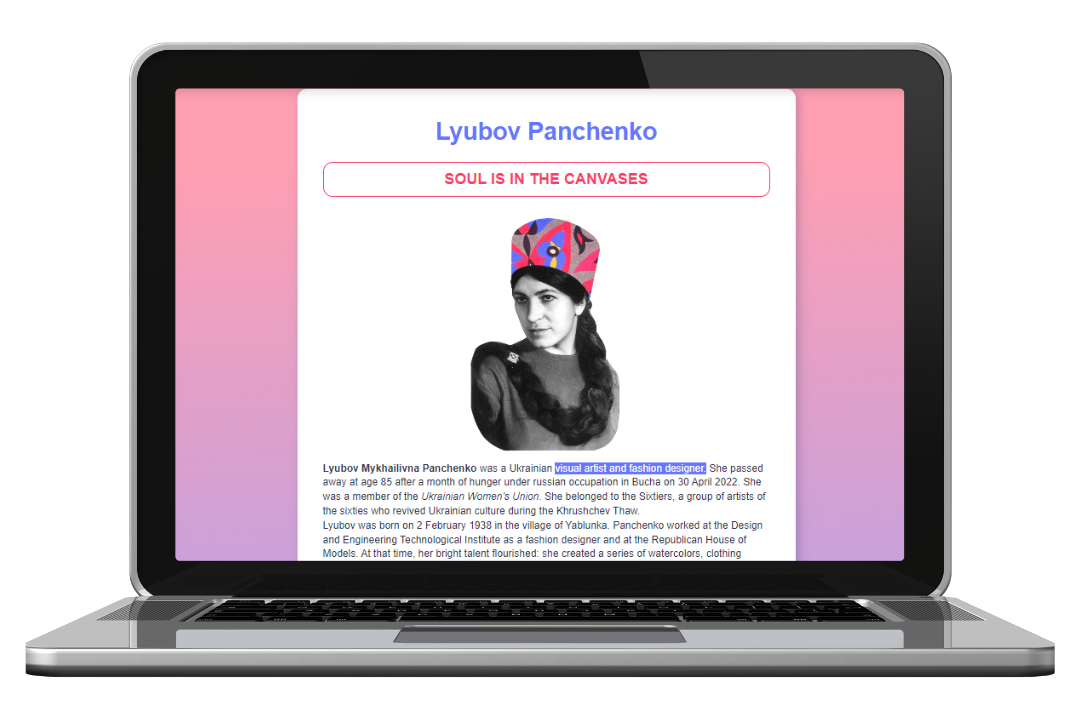 Lyubov Panchenko
SOUL IS IN THE CANVASES
Lyubov Mykhailivna Panchenko was a Ukrainian visual artist and fashion designer. She passed
away at age 85 after a month of hunger under russian occupation in Bucha on 30 April 2022. She
was a member of the Ukrainian Women's Union. She belonged to the Sixtiers, a group of artists of
the sixties who revived Ukrainian culture during the Khrushchev Thaw.
Lyubov was born on 2 February 1938 in the village of Yablunka. Panchenko worked at the Design
and Engineering Technological Institute as a fashion designer and at the Republican House of
Models. At that time, her bright talent flourished: she created a series of watercolors, clothing